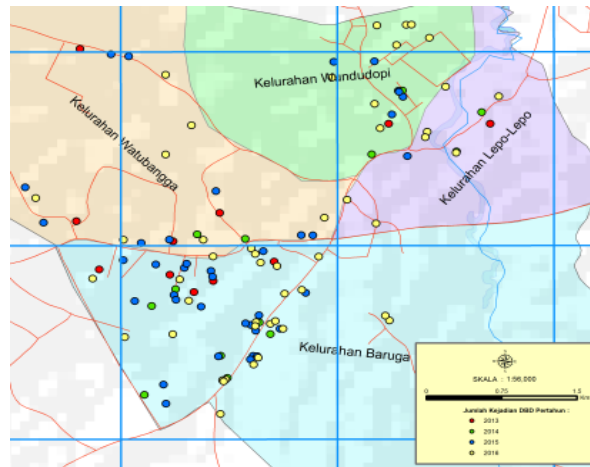 Kelurahan Wundudopi
Kelurahan Watubangga
Kelurahan Lepo-Lepo
Kelurahan Baruga
SKALA : 1:56,000
0 0.75 1.5
Km
Jumlah Kejadian DBD Pertahun :
2013
2014
2015
2016